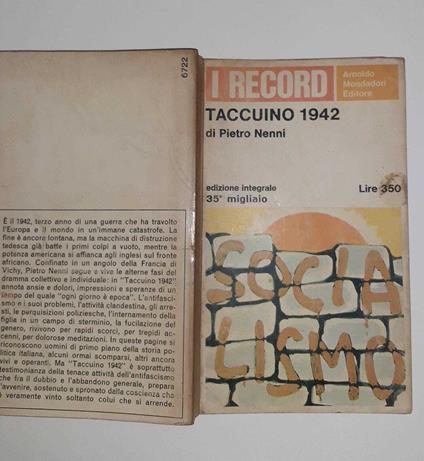 6722
È il 1942, terzo anno di una guerra che ha travolto
l'Europa e il mondo in un'immane catastrofe. La
fine è ancora lontana, ma la macchina di distruzione
tedesca già batte i primi colpi a vuoto, mentre la
potenza americana si affianca agli inglesi sul fronte
africano. Confinato in un angolo della Francia di
Vichy, Pietro Nenni segue e vive le alterne fasi del
dramma collettivo e individuale: in "Taccuino 1942"
annota ansie e dolori, impressioni e speranze di un
tempo del quale "ogni giorno è epoca". L'antifasci-
smo e i suoi problemi, l'attività clandestina, gli arre-
sti, le perquisizioni poliziesche, l'internamento della
figlia in un campo di sterminio, la fucilazione del
genero, rivivono per rapidi scorci, per trepidi ac-
cenni, per dolorose meditazioni. In queste pagine si
riconoscono uomini di primo piano della storia po-
litica italiana, alcuni ormai scomparsi, altri ancora
vivi e operanti. Ma "Taccuino 1942" è soprattutto
testimonianza della tenace attività dell'antifascismo
che fra il dubbio e l'abbandono generale, prepara
l'avvenire, sostenuto e spronato dalla coscienza che
è veramente vinto soltanto colui che si arrende.
I RECORD
Arnoldo
Mondadori
Editore
TACCUINO 1942
di Pietro Nenni
edizione integrale
35° migliaio
Lire 350
SOCIA
LISMO